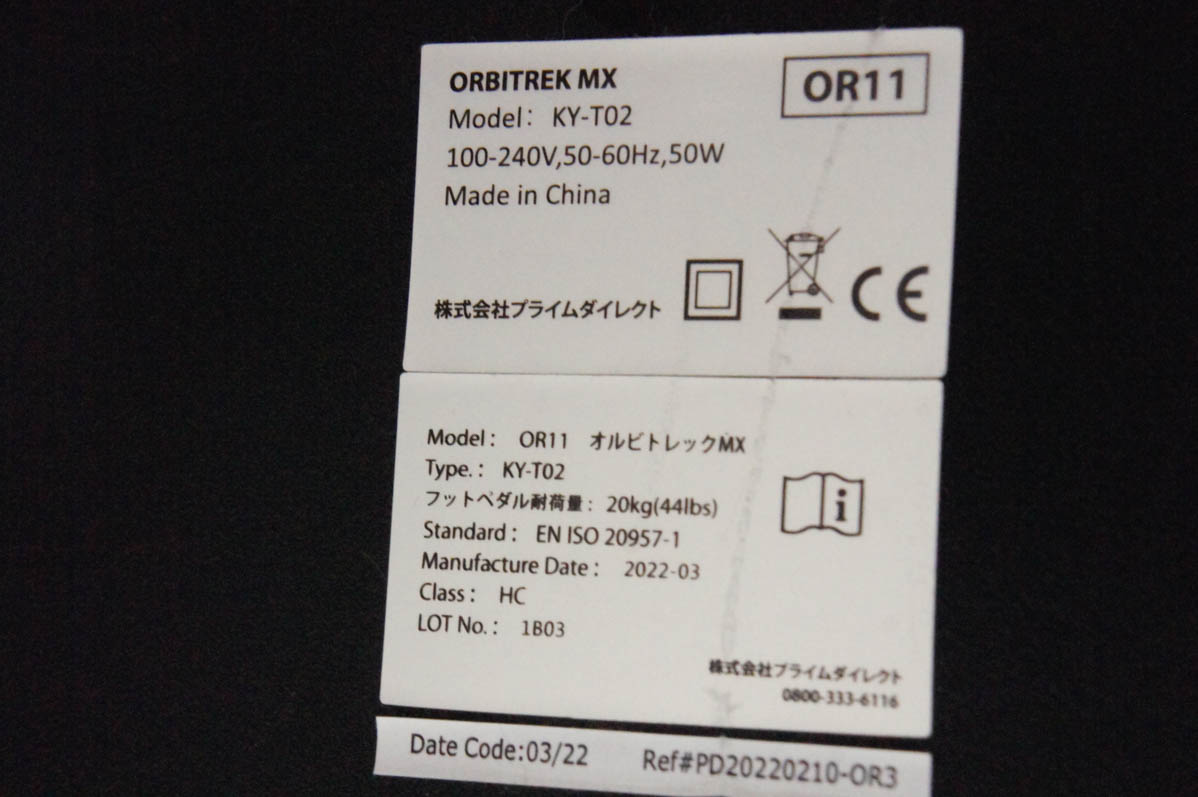 ORBITREK MX
OR11
Model: KY-T02
100-240V,50-60Hz,50W
Made in China
株式会社プライムダイレクト
CE
Model: OR11 オルビトレックMX
Type.: KY-T02
フットペダル耐荷量: 20kg(44lbs)
Standard: EN ISO 20957-1
Manufacture Date: 2022-03
Class: HC
LOT No.: 1B03
株式会社プライムダイレクト
0800-333-6116
Date Code:03/22 Ref#PD20220210-OR3